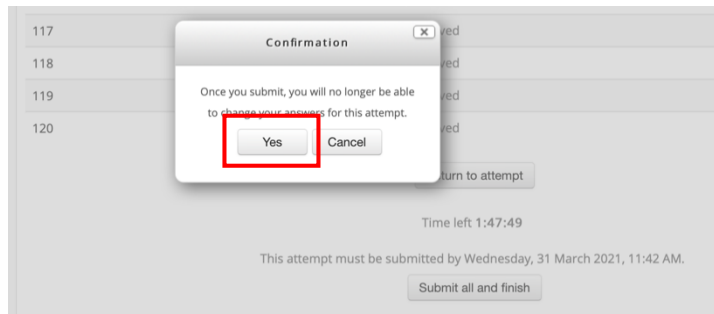 117
Confirmation
118
Once you submit, you will no longer be able
to change your answers for this attempt.
119
120
Yes Cancel
turn to attempt
Time left 1:47:49
This attempt must be submitted by Wednesday, 31 March 2021, 11:42 AM.
Submit all and finish